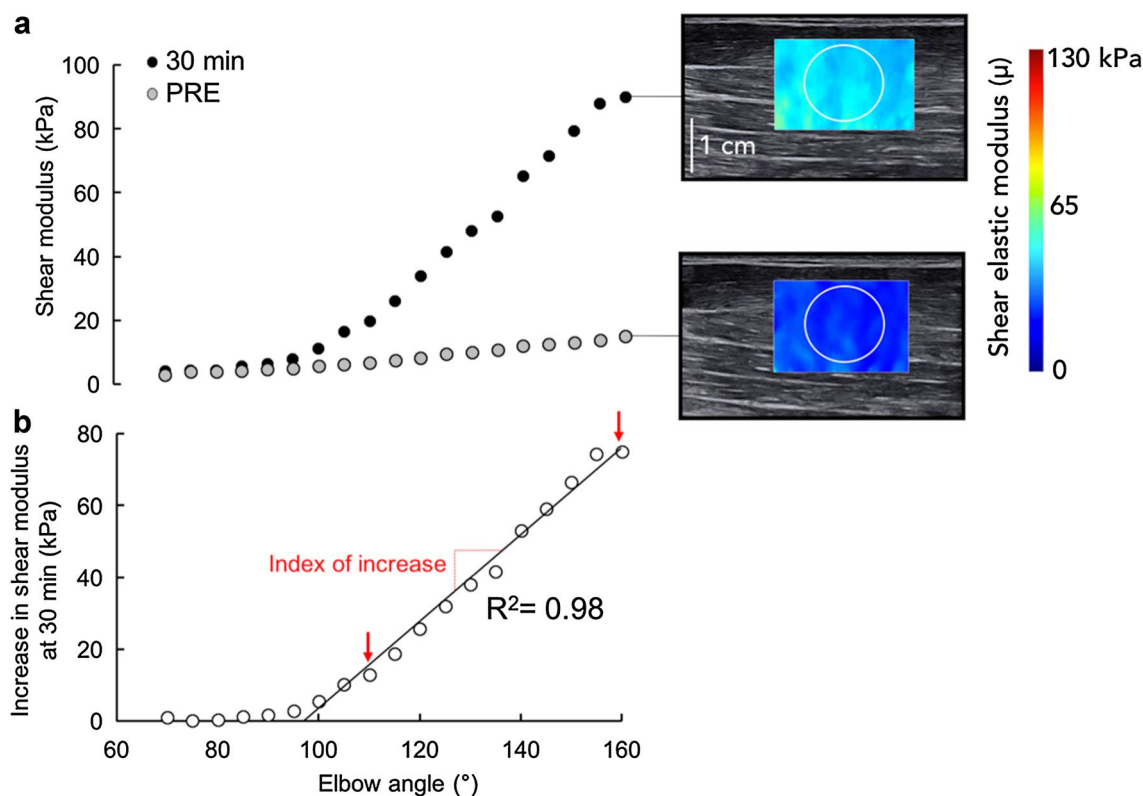 a
30 min
PRE
100
80
60
40
20
0
Shear modulus (kPa)
1 cm
130 kPa
65
0
Shear elastic modulus (μ)
b
80
60
40
20
0
Increase in shear modulus
at 30 min (kPa)
Index of increase
R²= 0.98
60 80 100 120 140 160
Elbow angle (°)